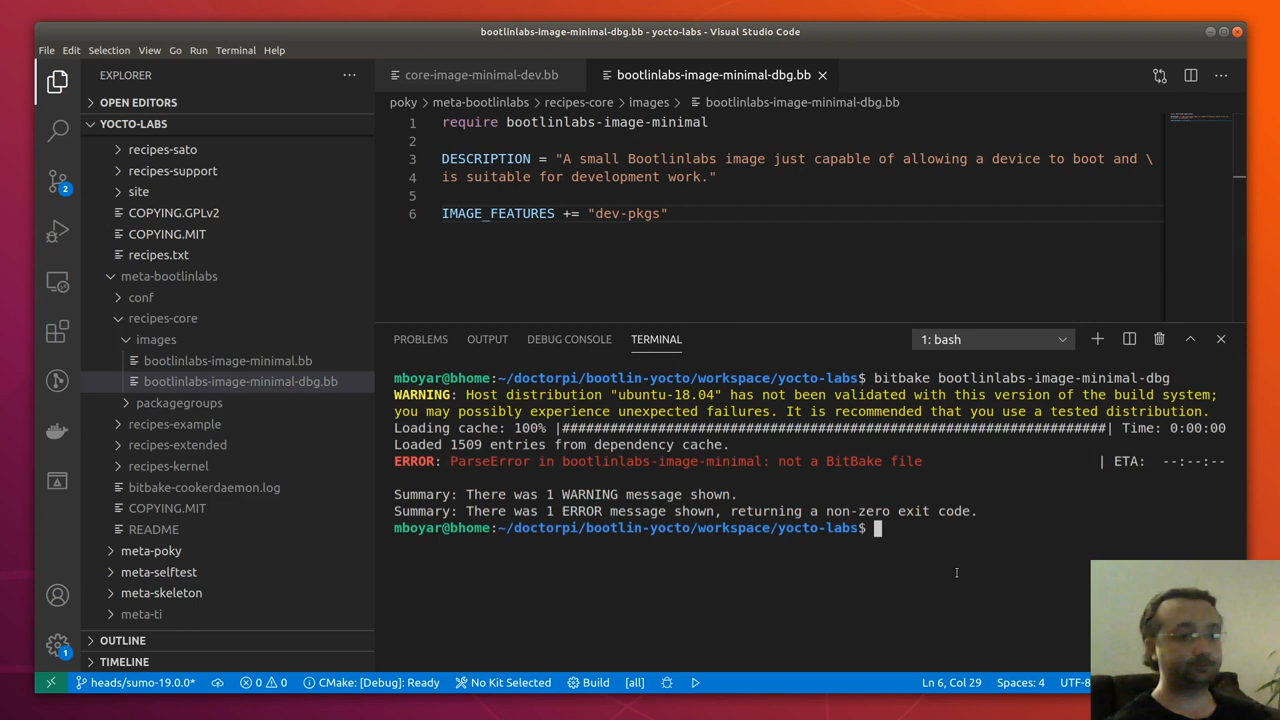 bootlinlabs-image-minimal-dbg.bb - yocto-labs - Visual Studio Code
File Edit Selection View Go Run Terminal Help
EXPLORER
OPEN EDITORS
YOCTO-LABS
recipes-sato
recipes-support
site
COPYING.GPLv2
COPYING.MIT
recipes.txt
meta-bootlinlabs
conf
recipes-core
images
bootlinlabs-image-minimal.bb
bootlinlabs-image-minimal-dbg.bb
packagegroups
recipes-example
recipes-extended
recipes-kernel
bitbake-cookerdaemon.log
COPYING.MIT
README
meta-poky
meta-selftest
meta-skeleton
meta-ti
OUTLINE
TIMELINE
2
1
core-image-minimal-dev.bb bootlinlabs-image-minimal-dbg.bb
poky > meta-bootlinlabs > recipes-core > images > bootlinlabs-image-minimal-dbg.bb
1 require bootlinlabs-image-minimal
2
3 DESCRIPTION = "A small Bootlinlabs image just capable of allowing a device to boot and \
4 is suitable for development work."
5
6 IMAGE_FEATURES += "dev-pkgs"
PROBLEMS OUTPUT DEBUG CONSOLE TERMINAL 1: bash
mboyar@bhome:~/doctorpi/bootlin-yocto/workspace/yocto-labs$ bitbake bootlinlabs-image-minimal-dbg
WARNING: Host distribution "ubuntu-18.04" has not been validated with this version of the build system;
you may possibly experience unexpected failures. It is recommended that you use a tested distribution.
Loading cache: 100% |####################################################################| Time: 0:00:00
Loaded 1509 entries from dependency cache.
ERROR: ParseError in bootlinlabs-image-minimal: not a BitBake file | ETA: --:--:--
Summary: There was 1 WARNING message shown.
Summary: There was 1 ERROR message shown, returning a non-zero exit code.
mboyar@bhome:~/doctorpi/bootlin-yocto/workspace/yocto-labs$
heads/sumo-19.0.0* 0 0 CMake: [Debug]: Ready No Kit Selected Build [all] Ln 6, Col 29 Spaces: 4 UTF-8